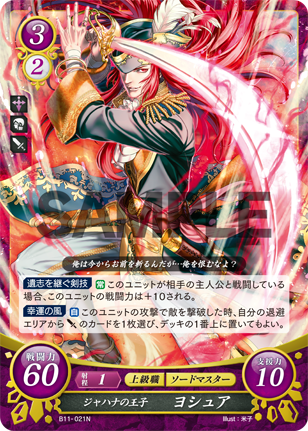 3
2
SAMPLE
俺は今からお前を斬るんだが…俺を恨むなよ?
遺志を継ぐ剣技 常 このユニットが相手の主人公と戦闘している場合、このユニットの戦闘力は+10される。
幸運の風 自 このユニットの攻撃で敵を撃破した時、自分の退避エリアから のカードを1枚選び、デッキの1番上に置いてもよい。
戦闘力
60
射程 1 上級職 ソードマスター
支援力
10
ジャハナの王子 ヨシュア
B11-021N
Illust:米子